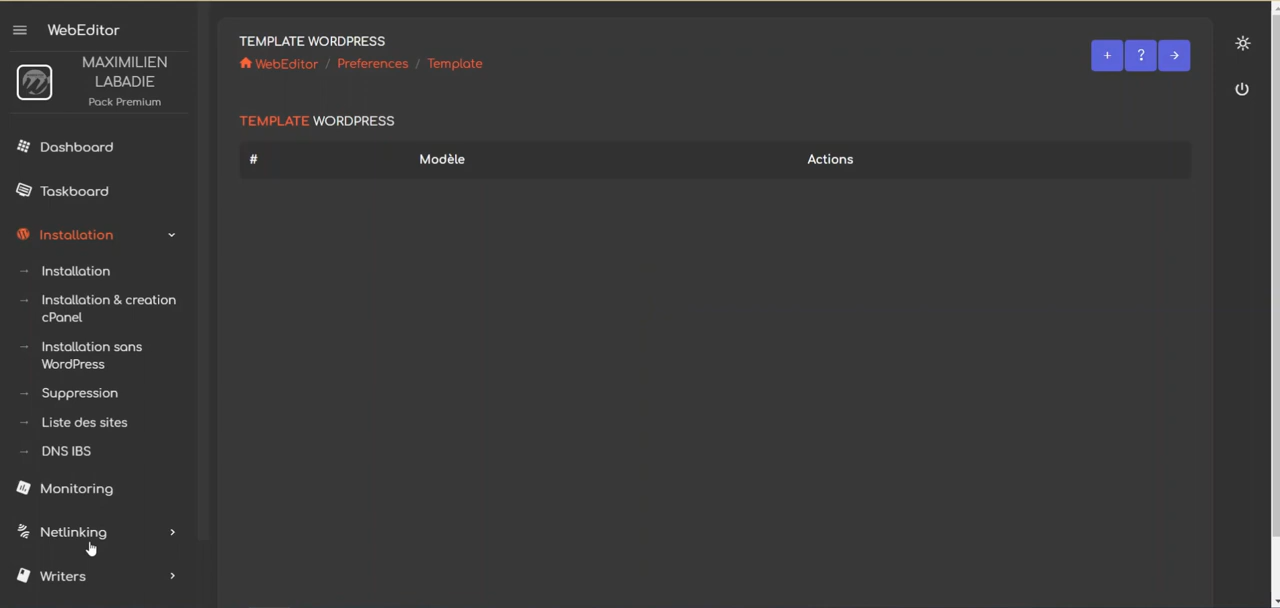 WebEditor
MAXIMILIEN
LABADIE
Pack Premium
Dashboard
Taskboard
Installation
Installation
Installation & creation
cPanel
Installation sans
WordPress
Suppression
Liste des sites
DNS IBS
Monitoring
Netlinking
Writers
TEMPLATE WORDPRESS
WebEditor / Preferences / Template
+ ? →
TEMPLATE WORDPRESS
# Modèle Actions